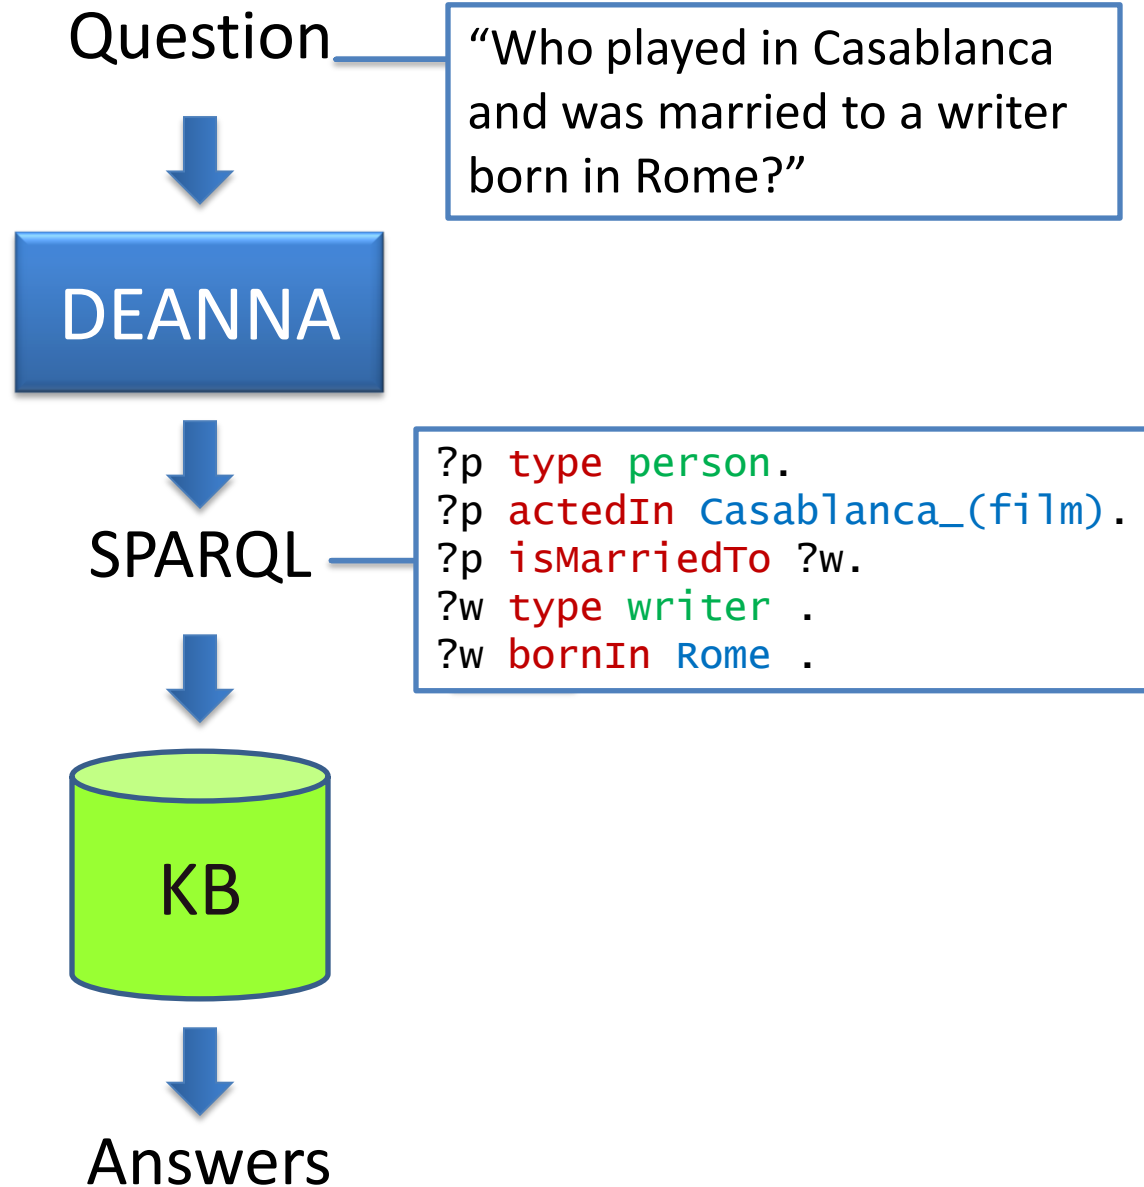 Question
“Who played in Casablanca
and was married to a writer
born in Rome?”
DEANNA
?p type person.
?p actedIn Casablanca_(film).
?p isMarriedTo ?w.
?w type writer .
?w bornIn Rome .
SPARQL
KB
Answers